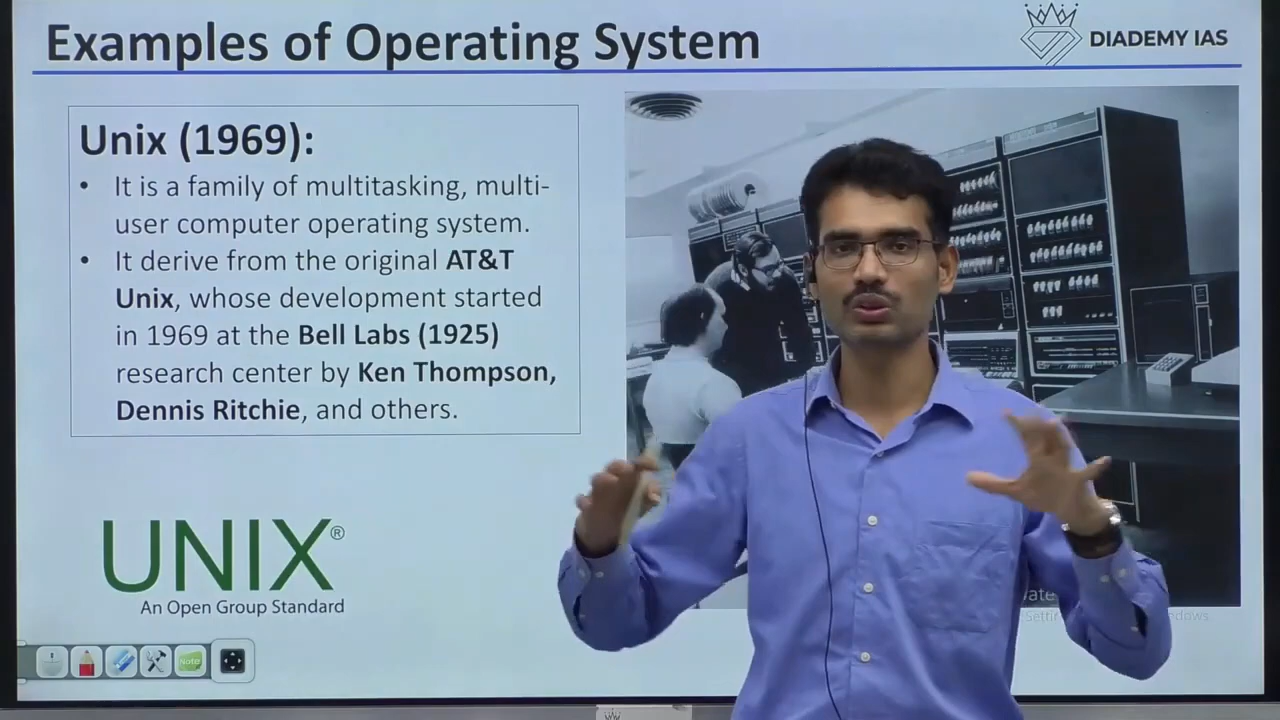 Examples of Operating System
DIADEMY IAS
Unix (1969):
• It is a family of multitasking, multi-
user computer operating system.
• It derive from the original AT&T
Unix, whose development started
in 1969 at the Bell Labs (1925)
research center by Ken Thompson,
Dennis Ritchie, and others.
UNIX®
An Open Group Standard
Note